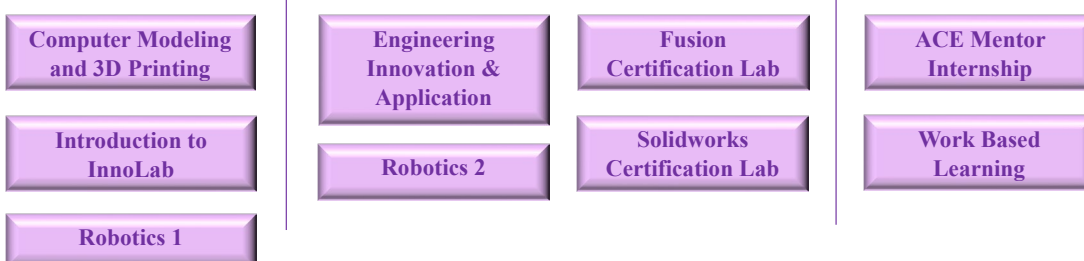 Computer Modeling
and 3D Printing
Introduction to
InnoLab
Robotics 1
Engineering
Innovation &
Application
Robotics 2
Fusion
Certification Lab
Solidworks
Certification Lab
ACE Mentor
Internship
Work Based
Learning